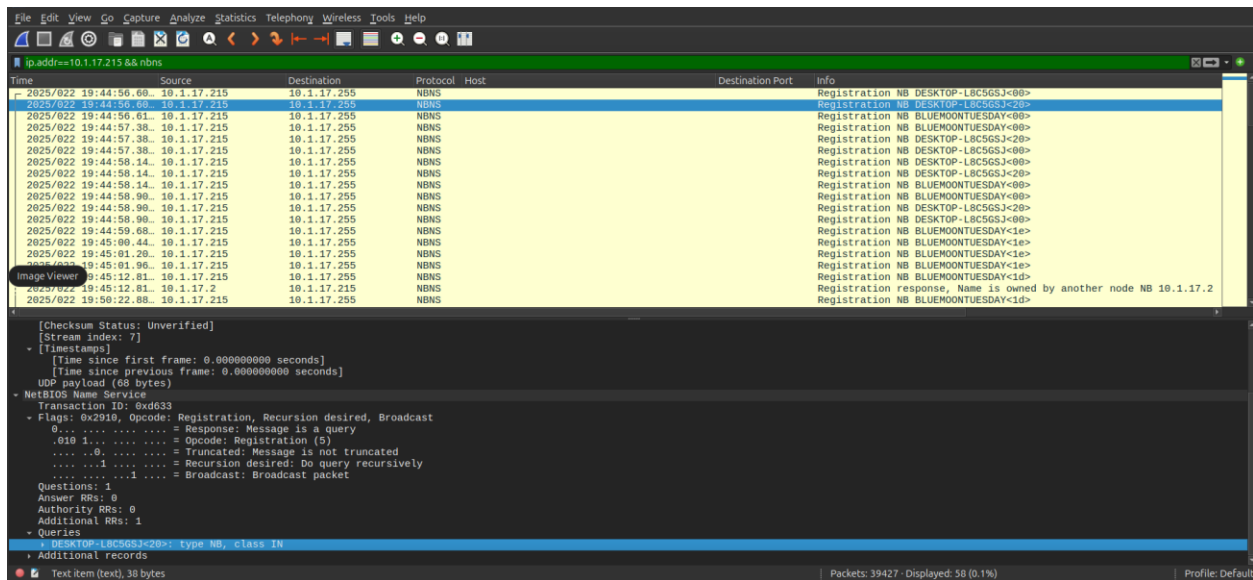 File Edit View Go Capture Analyze Statistics Telephony Wireless Tools Help
ip.addr==10.1.17.215 && nbns
Time Source Destination Protocol Host Destination Port Info
2025/022 19:44:56.60… 10.1.17.215 10.1.17.255 NBNS Registration NB DESKTOP-L8C5GSJ<00>
2025/022 19:44:56.60… 10.1.17.215 10.1.17.255 NBNS Registration NB DESKTOP-L8C5GSJ<20>
2025/022 19:44:56.61… 10.1.17.215 10.1.17.255 NBNS Registration NB BLUEMOONTUESDAY<00>
2025/022 19:44:57.38… 10.1.17.215 10.1.17.255 NBNS Registration NB BLUEMOONTUESDAY<00>
2025/022 19:44:57.38… 10.1.17.215 10.1.17.255 NBNS Registration NB DESKTOP-L8C5GSJ<20>
2025/022 19:44:57.38… 10.1.17.215 10.1.17.255 NBNS Registration NB DESKTOP-L8C5GSJ<00>
2025/022 19:44:58.14… 10.1.17.215 10.1.17.255 NBNS Registration NB DESKTOP-L8C5GSJ<00>
2025/022 19:44:58.14… 10.1.17.215 10.1.17.255 NBNS Registration NB DESKTOP-L8C5GSJ<20>
2025/022 19:44:58.14… 10.1.17.215 10.1.17.255 NBNS Registration NB BLUEMOONTUESDAY<00>
2025/022 19:44:58.90… 10.1.17.215 10.1.17.255 NBNS Registration NB BLUEMOONTUESDAY<00>
2025/022 19:44:58.90… 10.1.17.215 10.1.17.255 NBNS Registration NB DESKTOP-L8C5GSJ<20>
2025/022 19:44:58.90… 10.1.17.215 10.1.17.255 NBNS Registration NB DESKTOP-L8C5GSJ<00>
2025/022 19:44:59.68… 10.1.17.215 10.1.17.255 NBNS Registration NB BLUEMOONTUESDAY<1e>
2025/022 19:45:00.44… 10.1.17.215 10.1.17.255 NBNS Registration NB BLUEMOONTUESDAY<1e>
2025/022 19:45:01.20… 10.1.17.215 10.1.17.255 NBNS Registration NB BLUEMOONTUESDAY<1e>
2025/022 19:45:01.96… 10.1.17.215 10.1.17.255 NBNS Registration NB BLUEMOONTUESDAY<1e>
Image Viewer 9:45:12.81… 10.1.17.215 10.1.17.255 NBNS Registration NB BLUEMOONTUESDAY<1d>
2025/022 19:45:12.81… 10.1.17.2 10.1.17.215 NBNS Registration response, Name is owned by another node NB 10.1.17.2
2025/022 19:50:22.88… 10.1.17.215 10.1.17.255 NBNS Registration NB BLUEMOONTUESDAY<1d>
[Checksum Status: Unverified]
[Stream index: 7]
[Timestamps]
[Time since first frame: 0.000000000 seconds]
[Time since previous frame: 0.000000000 seconds]
UDP payload (68 bytes)
NetBIOS Name Service
Transaction ID: 0xd633
Flags: 0x2910, Opcode: Registration, Recursion desired, Broadcast
0... .... .... .... = Response: Message is a query
.010 1... .... .... = Opcode: Registration (5)
.... ..0. .... .... = Truncated: Message is not truncated
.... ...1 .... .... = Recursion desired: Do query recursively
.... .... ...1 .... = Broadcast: Broadcast packet
Questions: 1
Answer RRs: 0
Authority RRs: 0
Additional RRs: 1
Queries
DESKTOP-L8C5GSJ<20>: type NB, class IN
Additional records
Text item (text), 38 bytes Packets: 39427 · Displayed: 58 (0.1%) Profile: Default